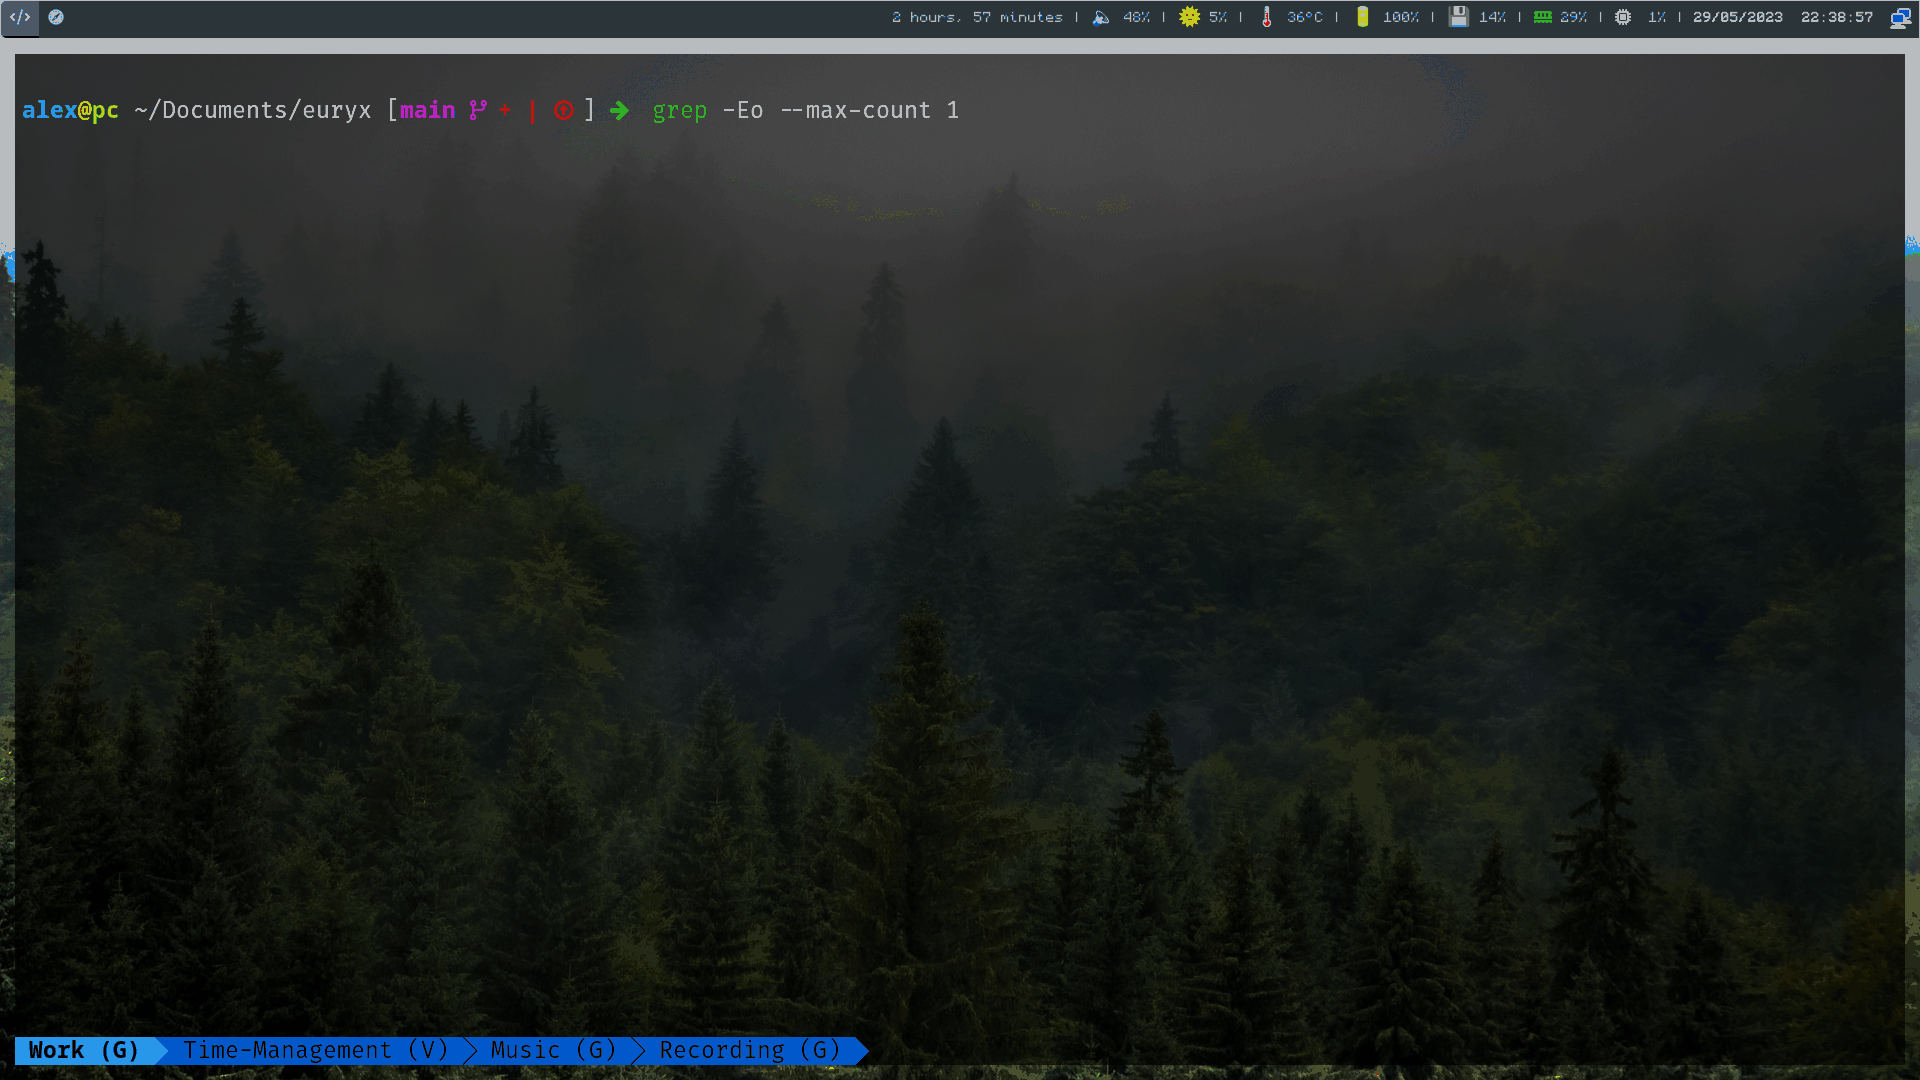 </> 2 hours, 57 minutes | 48% | 5% | 36°C | 100% | 14% | 29% | 1% | 29/05/2023 22:38:57
alex@pc ~/Documents/euryx [main + | ] ➜ grep -Eo --max-count 1
Work (G) Time-Management (V) Music (G) Recording (G)